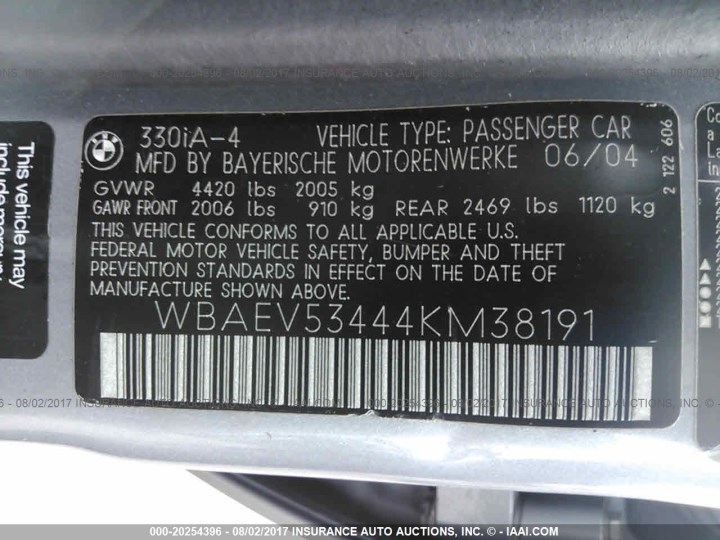 330iA-4 VEHICLE TYPE: PASSENGER CAR
MFD BY BAYERISCHE MOTORENWERKE 06/04
GVWR 4420 lbs 2005 kg
GAWR FRONT 2006 lbs 910 kg REAR 2469 lbs 1120 kg
THIS VEHICLE CONFORMS TO ALL APPLICABLE U.S.
FEDERAL MOTOR VEHICLE SAFETY, BUMPER AND THEFT
PREVENTION STANDARDS IN EFFECT ON THE DATE OF
MANUFACTURE SHOWN ABOVE.
WBAEV53444KM38191
2 122 606
This vehicle may
include
000-20254396 - 08/02/2017 INSURANCE AUTO AUCTIONS, INC. - © - IAAI.COM